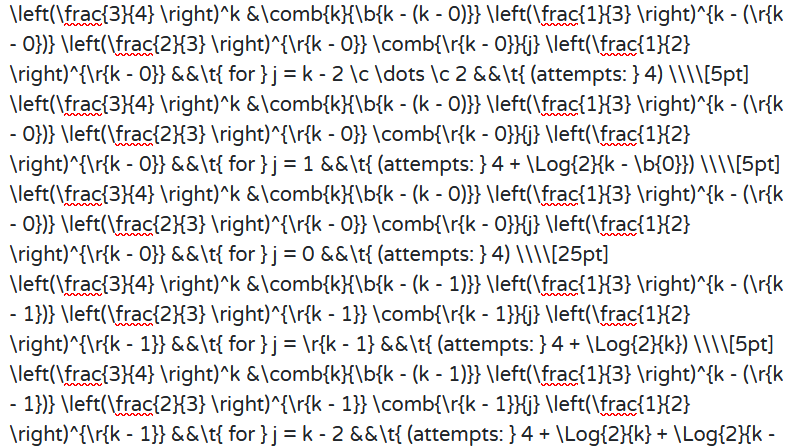 \left(\frac{3}{4} \right)^k &\comb{k}{\b{k - (k - 0)}} \left(\frac{1}{3} \right)^{k - (\r{k
- 0})} \left(\frac{2}{3} \right)^{\r{k - 0}} \comb{\r{k - 0}}{j} \left(\frac{1}{2}
\right)^{\r{k - 0}} &&\t{ for } j = k - 2 \c \dots \c 2 &&\t{ (attempts: } 4) \\\\[5pt]
\left(\frac{3}{4} \right)^k &\comb{k}{\b{k - (k - 0)}} \left(\frac{1}{3} \right)^{k - (\r{k
- 0})} \left(\frac{2}{3} \right)^{\r{k - 0}} \comb{\r{k - 0}}{j} \left(\frac{1}{2}
\right)^{\r{k - 0}} &&\t{ for } j = 1 &&\t{ (attempts: } 4 + \Log{2}{k - \b{0}}) \\\\[5pt]
\left(\frac{3}{4} \right)^k &\comb{k}{\b{k - (k - 0)}} \left(\frac{1}{3} \right)^{k - (\r{k
- 0})} \left(\frac{2}{3} \right)^{\r{k - 0}} \comb{\r{k - 0}}{j} \left(\frac{1}{2}
\right)^{\r{k - 0}} &&\t{ for } j = 0 &&\t{ (attempts: } 4) \\\\[25pt]
\left(\frac{3}{4} \right)^k &\comb{k}{\b{k - (k - 1)}} \left(\frac{1}{3} \right)^{k - (\r{k
- 1})} \left(\frac{2}{3} \right)^{\r{k - 1}} \comb{\r{k - 1}}{j} \left(\frac{1}{2}
\right)^{\r{k - 1}} &&\t{ for } j = \r{k - 1} &&\t{ (attempts: } 4 + \Log{2}{k}) \\\\[5pt]
\left(\frac{3}{4} \right)^k &\comb{k}{\b{k - (k - 1)}} \left(\frac{1}{3} \right)^{k - (\r{k
- 1})} \left(\frac{2}{3} \right)^{\r{k - 1}} \comb{\r{k - 1}}{j} \left(\frac{1}{2}
\right)^{\r{k - 1}} &&\t{ for } j = k - 2 &&\t{ (attempts: } 4 + \Log{2}{k} + \Log{2}{k -